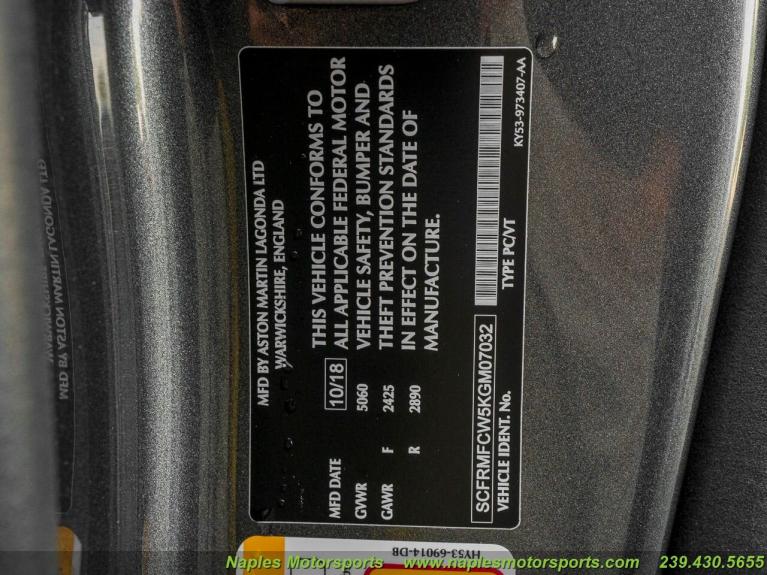 MFD BY ASTON MARTIN LAGONDA LTD
WARWICKSHIRE, ENGLAND
MFD DATE 10/18
GVWR 5060
GAWR F 2425
R 2890
THIS VEHICLE CONFORMS TO
ALL APPLICABLE FEDERAL MOTOR
VEHICLE SAFETY, BUMPER AND
THEFT PREVENTION STANDARDS
IN EFFECT ON THE DATE OF
MANUFACTURE.
SCFRMFCW5KGM07032
VEHICLE IDENT. No. TYPE PC/VT
KY53-973407-AA
HY53-69014-DB
Naples Motorsports - www.naplesmotorsports.com - 239.430.5655